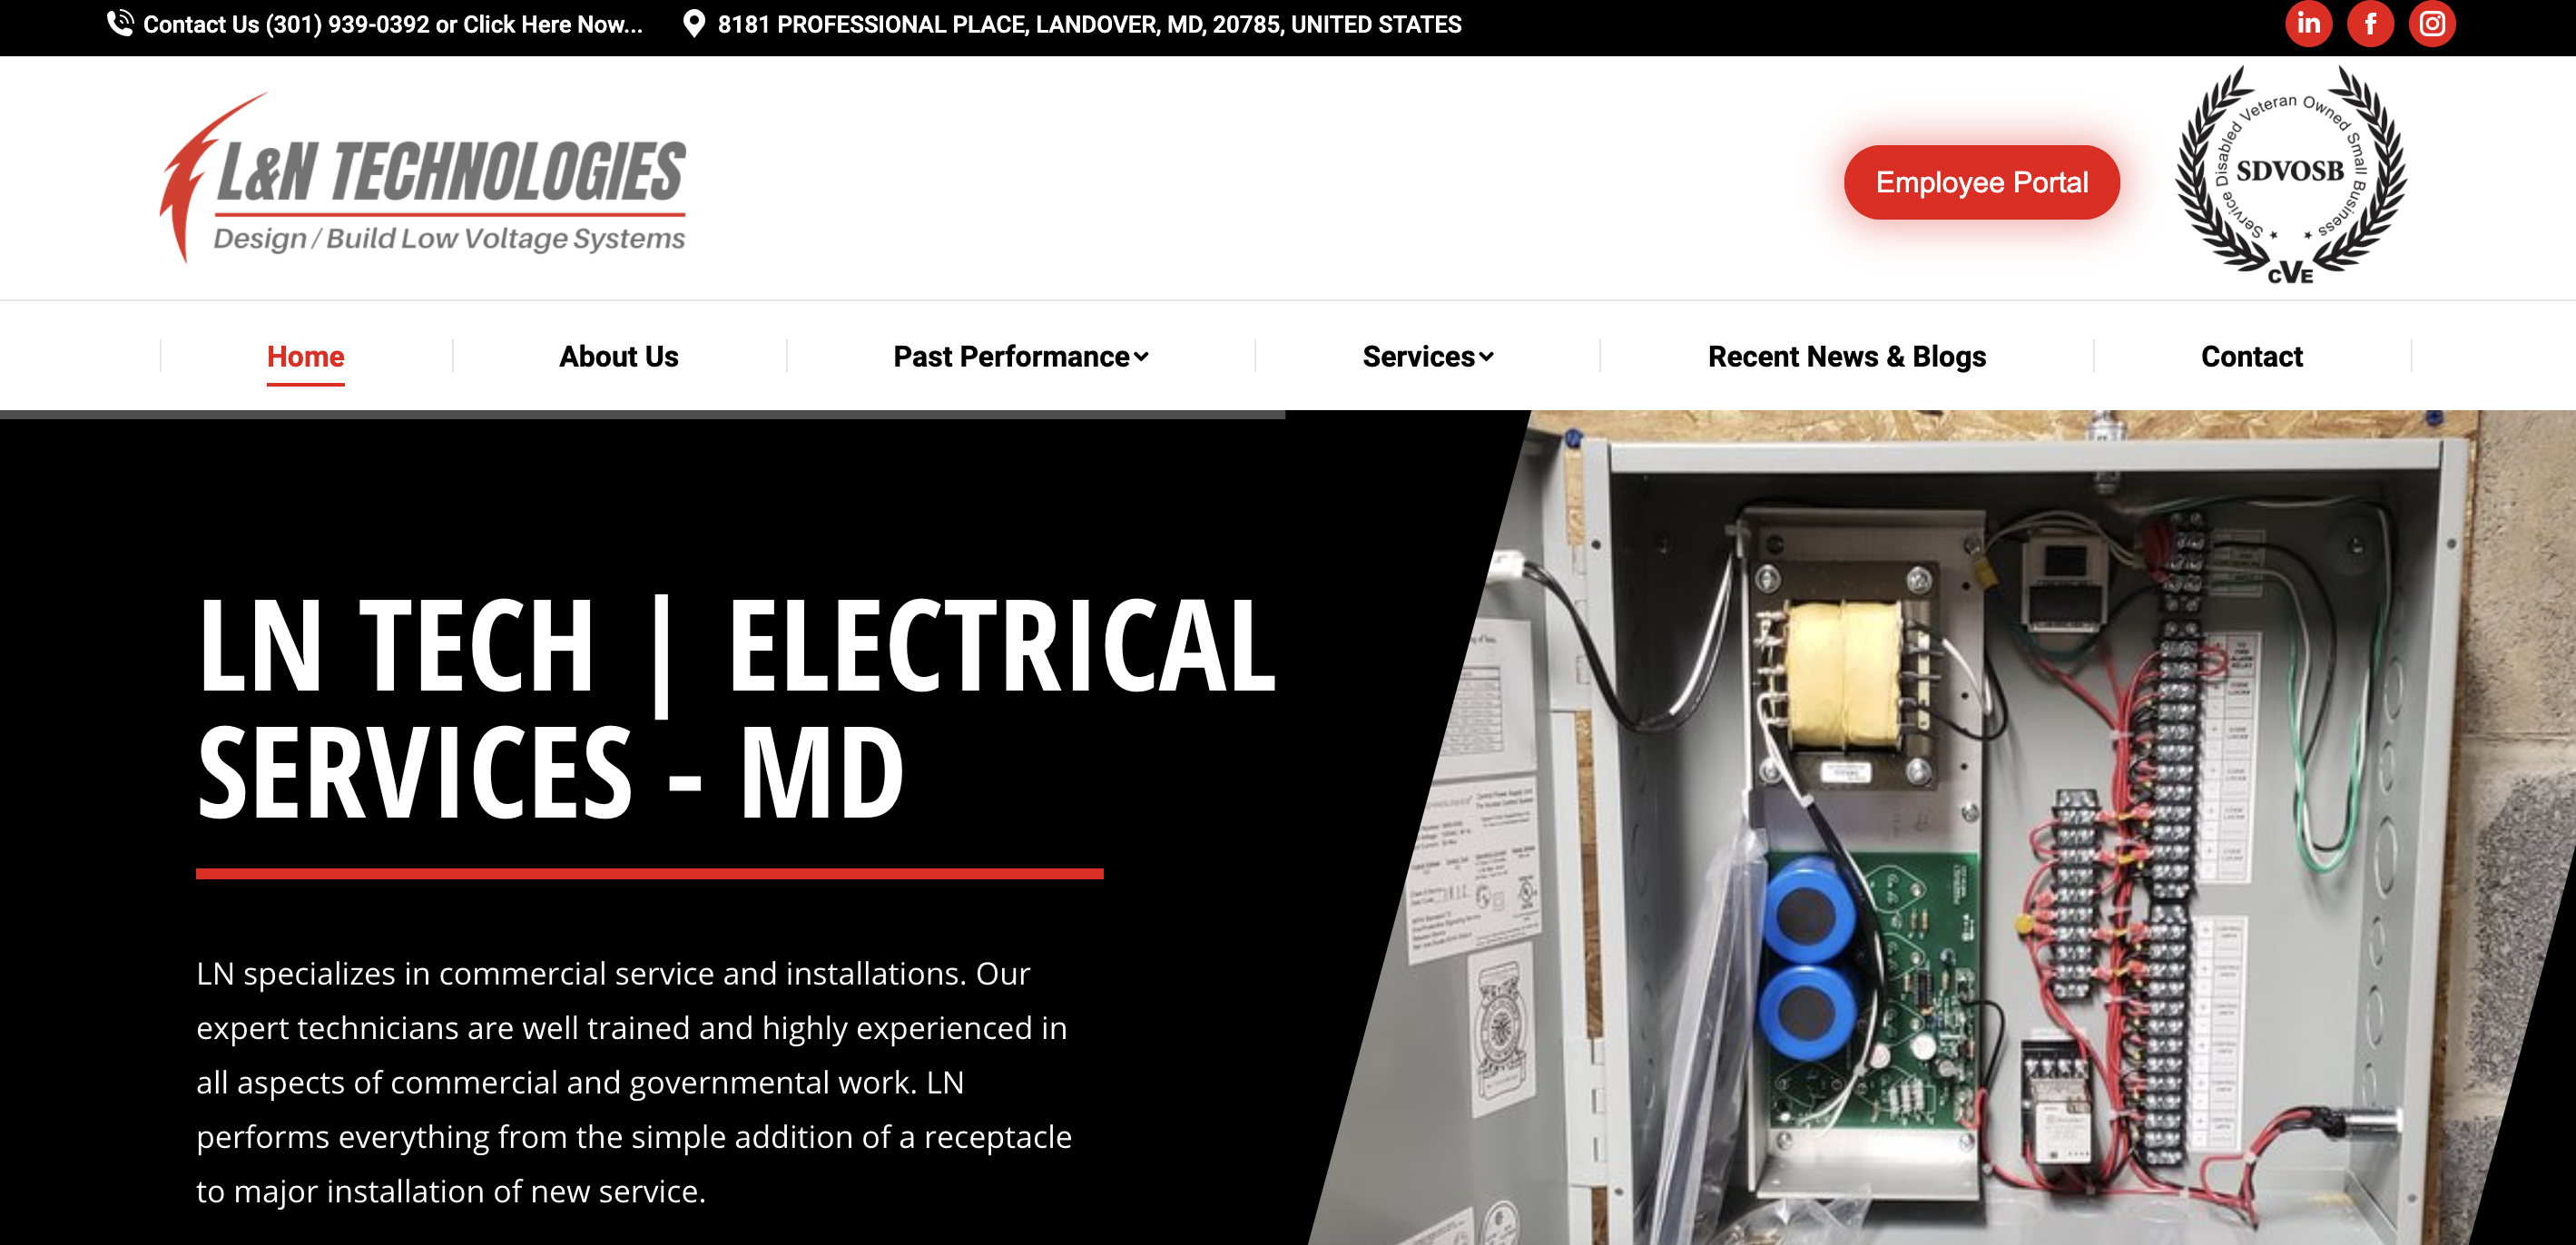 Contact Us (301) 939-0392 or Click Here Now...
8181 PROFESSIONAL PLACE, LANDOVER, MD, 20785, UNITED STATES
in
f
L&N TECHNOLOGIES
Design / Build Low Voltage Systems
Employee Portal
Service Disabled Veteran Owned Small Business
SDVOSB
CVE
Home
About Us
Past Performance
Services
Recent News & Blogs
Contact
LN TECH | ELECTRICAL
SERVICES - MD
LN specializes in commercial service and installations. Our
expert technicians are well trained and highly experienced in
all aspects of commercial and governmental work. LN
performs everything from the simple addition of a receptacle
to major installation of new service.